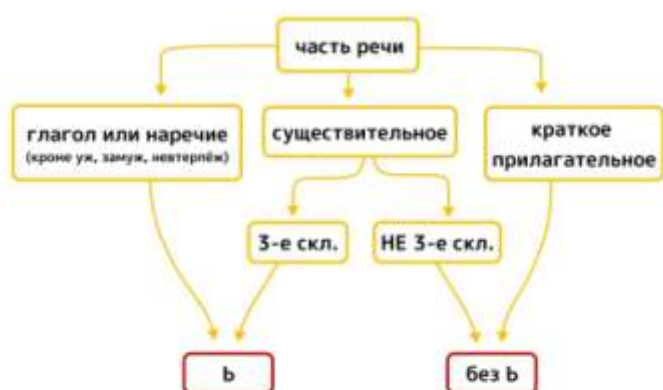 часть речи
глагол или наречие
(кроме уж, замуж, невтерпёж)
существительное
краткое
прилагательное
3-е скл.
НЕ 3-е скл.
Ь
без Ь